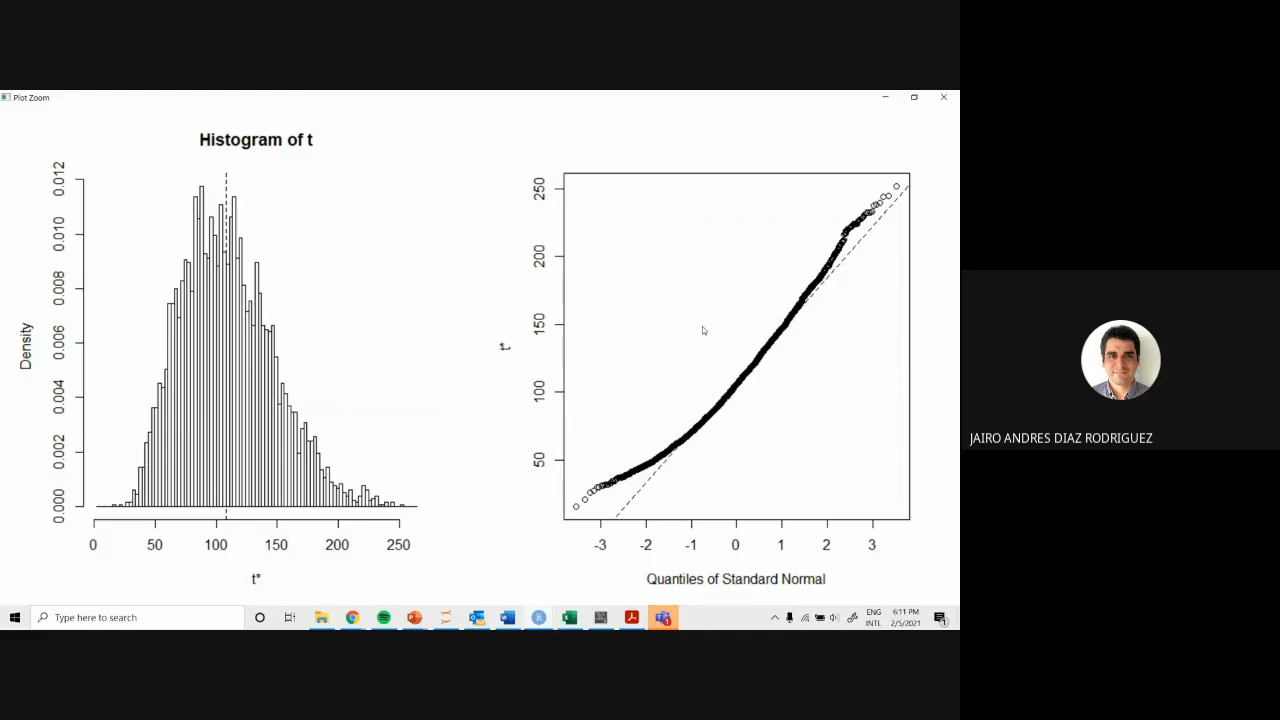 Plot Zoom
Histogram of t
Density
0.000
0.002
0.004
0.006
0.008
0.010
0.012
0
50
100
150
200
250
t*
t*
50
100
150
200
250
-3
-2
-1
0
1
2
3
Quantiles of Standard Normal
JAIRO ANDRES DIAZ RODRIGUEZ
Type here to search
ENG
INTL
6:11 PM
2/5/2021